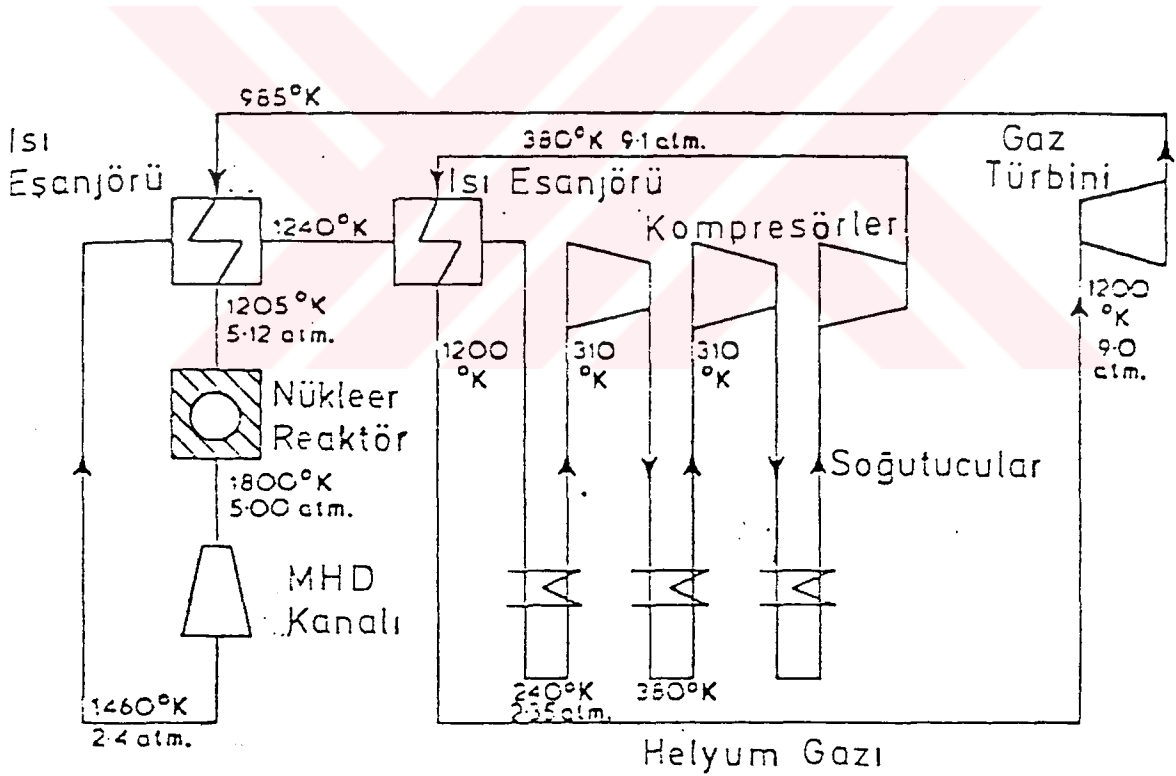 985°K
Isı
Eşanjörü
380°K 9.1 atm.
Gaz
Türbini
Isı Esanjörü
1240°K
Kompresörler
1205°K
5.12 atm.
1200
°K
310
°K
310
°K
1200
°K
9.0
atm.
Nükleer
Reaktör
1800°K
5.00 atm.
Soğutucular
MHD
Kanalı
1460°K
2.4 atm.
240°K
2.35 atm.
380°K
Helyum Gazı